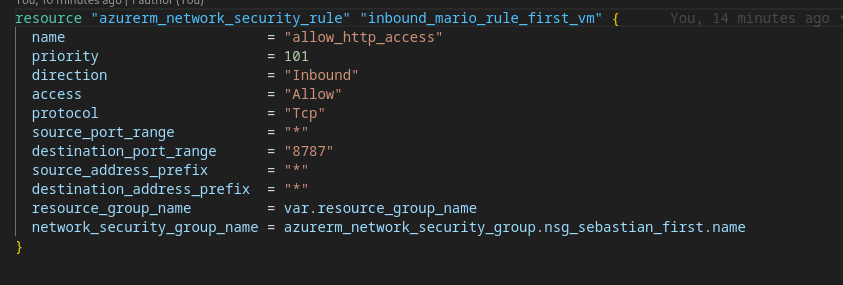 You, 10 minutes ago | 1 author (You)
resource "azurerm_network_security_rule" "inbound_mario_rule_first_vm" {     You, 14 minutes ago •
  name                        = "allow_http_access"
  priority                    = 101
  direction                   = "Inbound"
  access                      = "Allow"
  protocol                    = "Tcp"
  source_port_range           = "*"
  destination_port_range      = "8787"
  source_address_prefix       = "*"
  destination_address_prefix  = "*"
  resource_group_name         = var.resource_group_name
  network_security_group_name = azurerm_network_security_group.nsg_sebastian_first.name
}